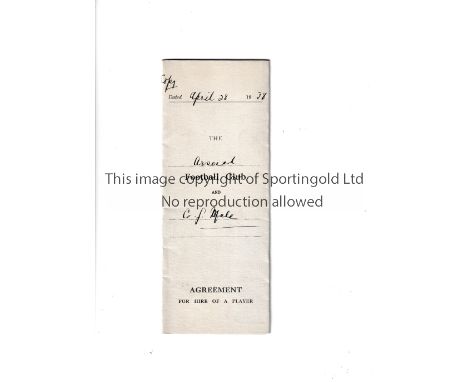 Copy
Dated April 28 1938
THE
Arsenal
Football Club
This image copyright of Sportingold Ltd
AND
No reproduction allowed
C G Male
AGREEMENT
FOR HIRE OF A PLAYER